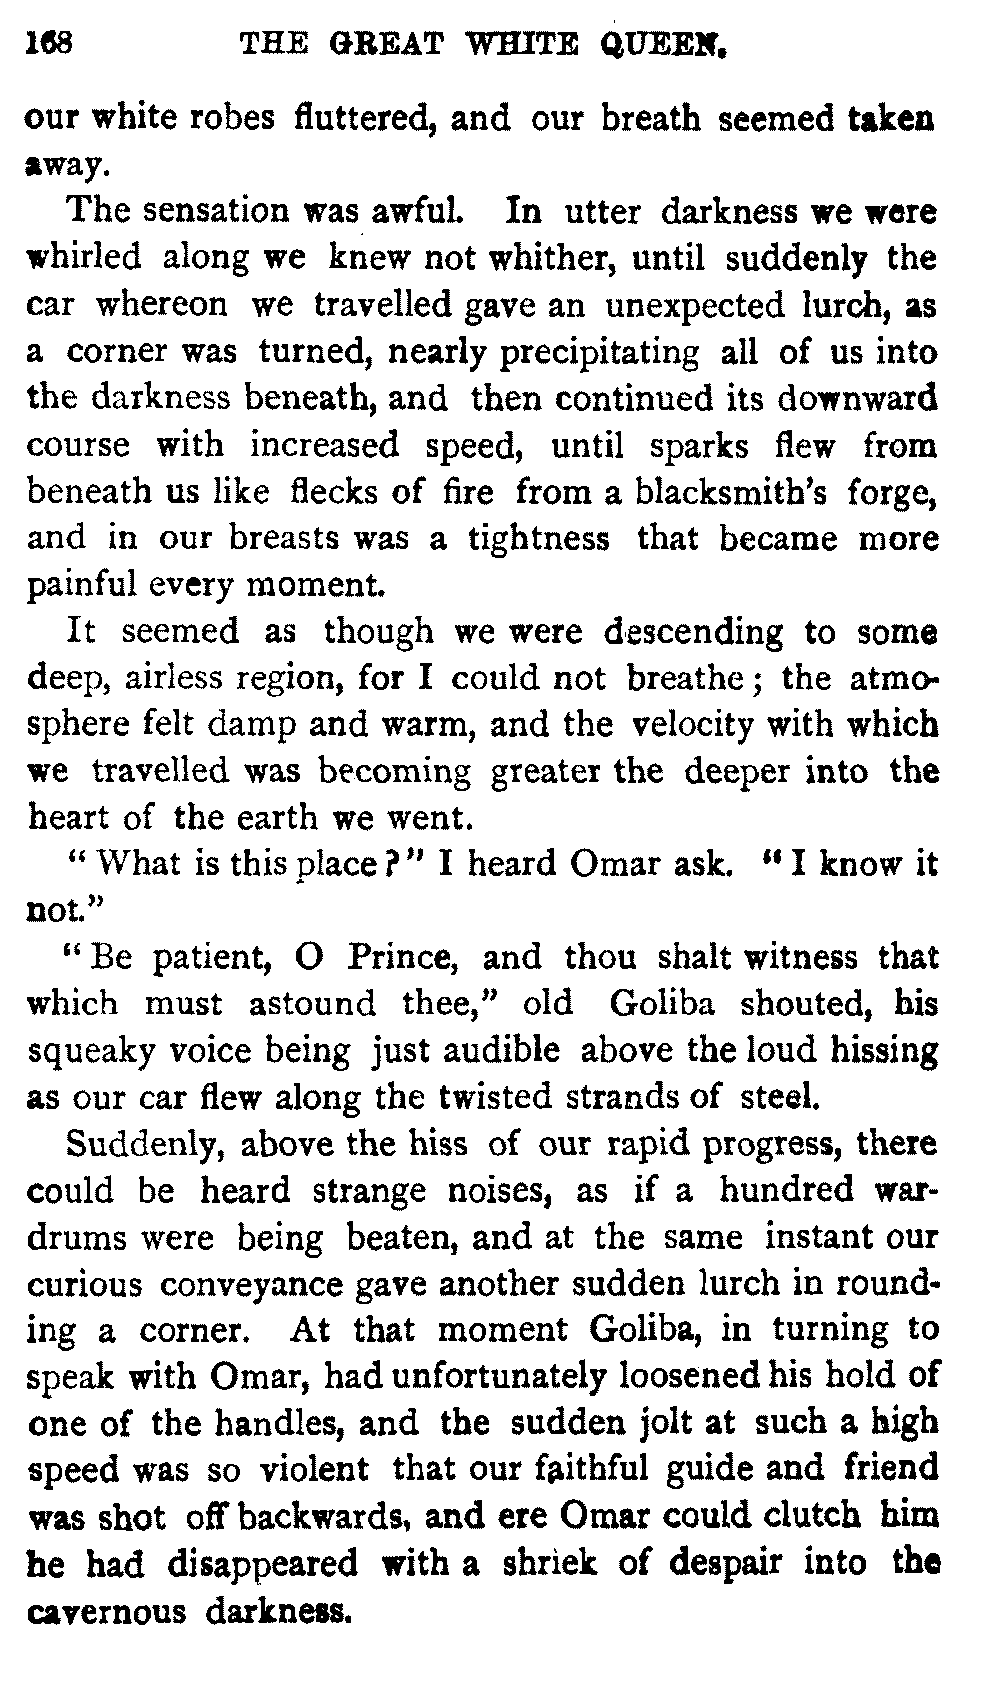 168 THE GREAT WHITE QUEEN.
our white robes fluttered, and our breath seemed taken
away.
The sensation was awful. In utter darkness we were
whirled along we knew not whither, until suddenly the
car whereon we travelled gave an unexpected lurch, as
a corner was turned, nearly precipitating all of us into
the darkness beneath, and then continued its downward
course with increased speed, until sparks flew from
beneath us like flecks of fire from a blacksmith's forge,
and in our breasts was a tightness that became more
painful every moment.
It seemed as though we were descending to some
deep, airless region, for I could not breathe; the atmo-
sphere felt damp and warm, and the velocity with which
we travelled was becoming greater the deeper into the
heart of the earth we went.
"What is this place?" I heard Omar ask. "I know it
not."
"Be patient, O Prince, and thou shalt witness that
which must astound thee," old Goliba shouted, his
squeaky voice being just audible above the loud hissing
as our car flew along the twisted strands of steel.
Suddenly, above the hiss of our rapid progress, there
could be heard strange noises, as if a hundred war-
drums were being beaten, and at the same instant our
curious conveyance gave another sudden lurch in round-
ing a corner. At that moment Goliba, in turning to
speak with Omar, had unfortunately loosened his hold of
one of the handles, and the sudden jolt at such a high
speed was so violent that our faithful guide and friend
was shot off backwards, and ere Omar could clutch him
he had disappeared with a shriek of despair into the
cavernous darkness.